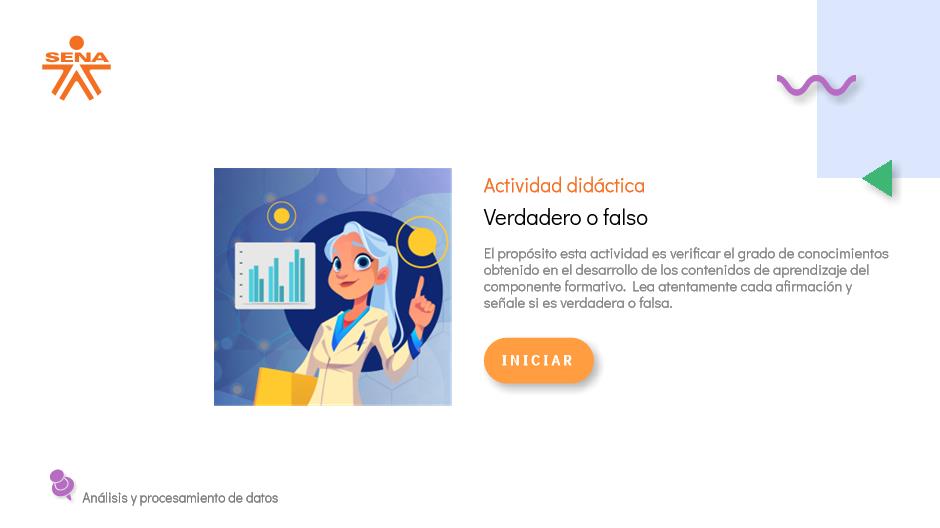 SENA
Actividad didáctica
Verdadero o falso
El propósito esta actividad es verificar el grado de conocimientos
obtenido en el desarrollo de los contenidos de aprendizaje del
componente formativo. Lea atentamente cada afirmación y
señale si es verdadera o falsa.
INICIAR
Análisis y procesamiento de datos